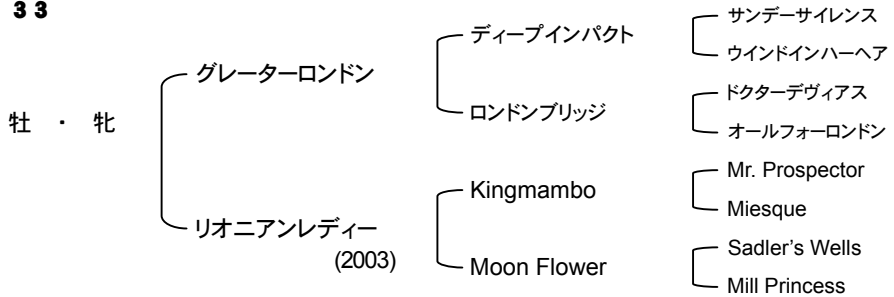 33
牡 ・ 牝
グレーターロンドン
リオニアンレディー
(2003)
ディープインパクト
ロンドンブリッジ
Kingmambo
Moon Flower
サンデーサイレンス
ウインドインハーヘア
ドクターデヴィアス
オールフォーロンドン
Mr. Prospector
Miesque
Sadler's Wells
Mill Princess